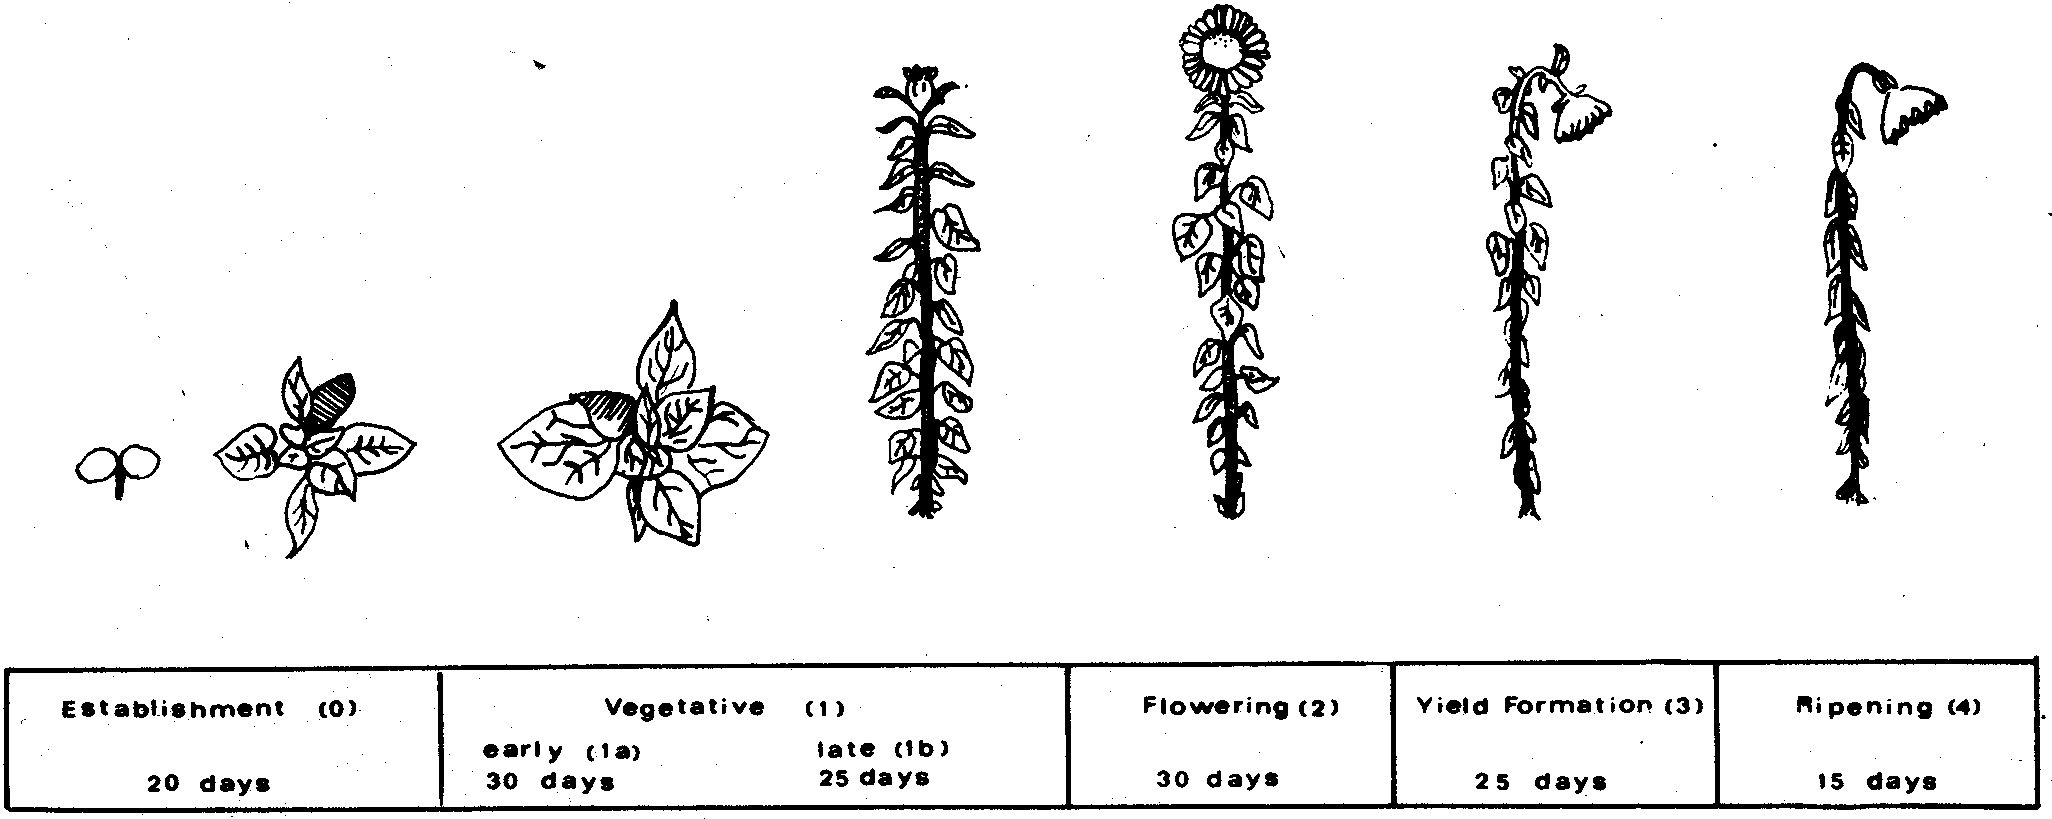 Establishment (0)
20 days
Vegetative (1)
early (1a)
30 days
late (1b)
25 days
Flowering (2)
30 days
Yield Formation (3)
25 days
Ripening (4)
15 days